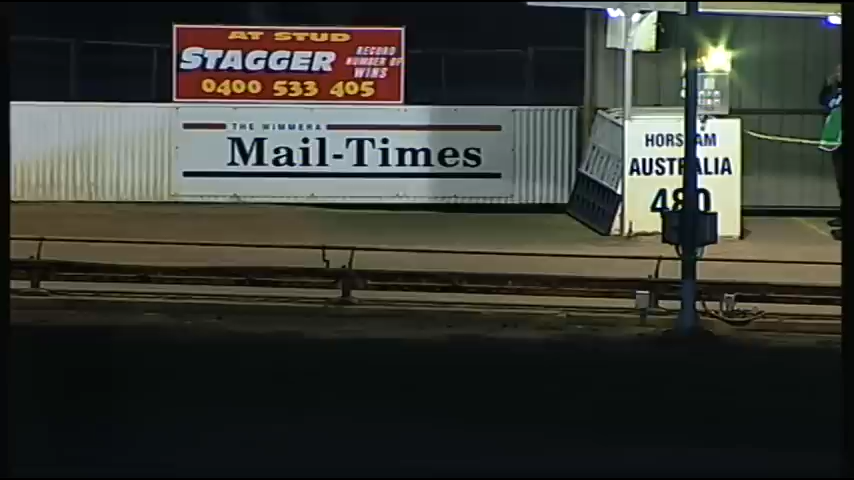 AT STUD
STAGGER
RECORD
NUMBER OF
WINS
0400 533 405
THE WIMMERA
Mail-Times
HORSHAM
AUSTRALIA
480